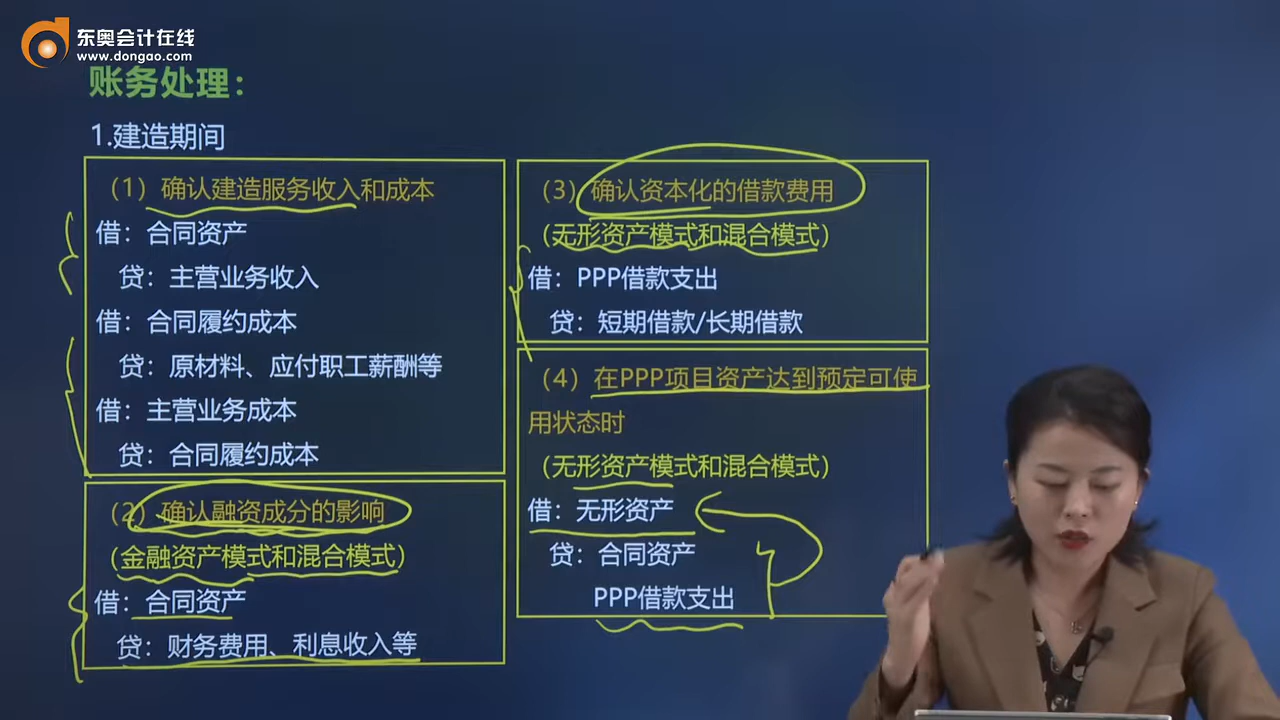 东奥会计在线
www.dongao.com
账务处理：
1.建造期间
（1）确认建造服务收入和成本
借：合同资产
贷：主营业务收入
借：合同履约成本
贷：原材料、应付职工薪酬等
借：主营业务成本
贷：合同履约成本
（2）确认融资成分的影响
（金融资产模式和混合模式）
借：合同资产
贷：财务费用、利息收入等
（3）确认资本化的借款费用
（无形资产模式和混合模式）
借：PPP借款支出
贷：短期借款/长期借款
（4）在PPP项目资产达到预定可使
用状态时
（无形资产模式和混合模式）
借：无形资产
贷：合同资产
PPP借款支出